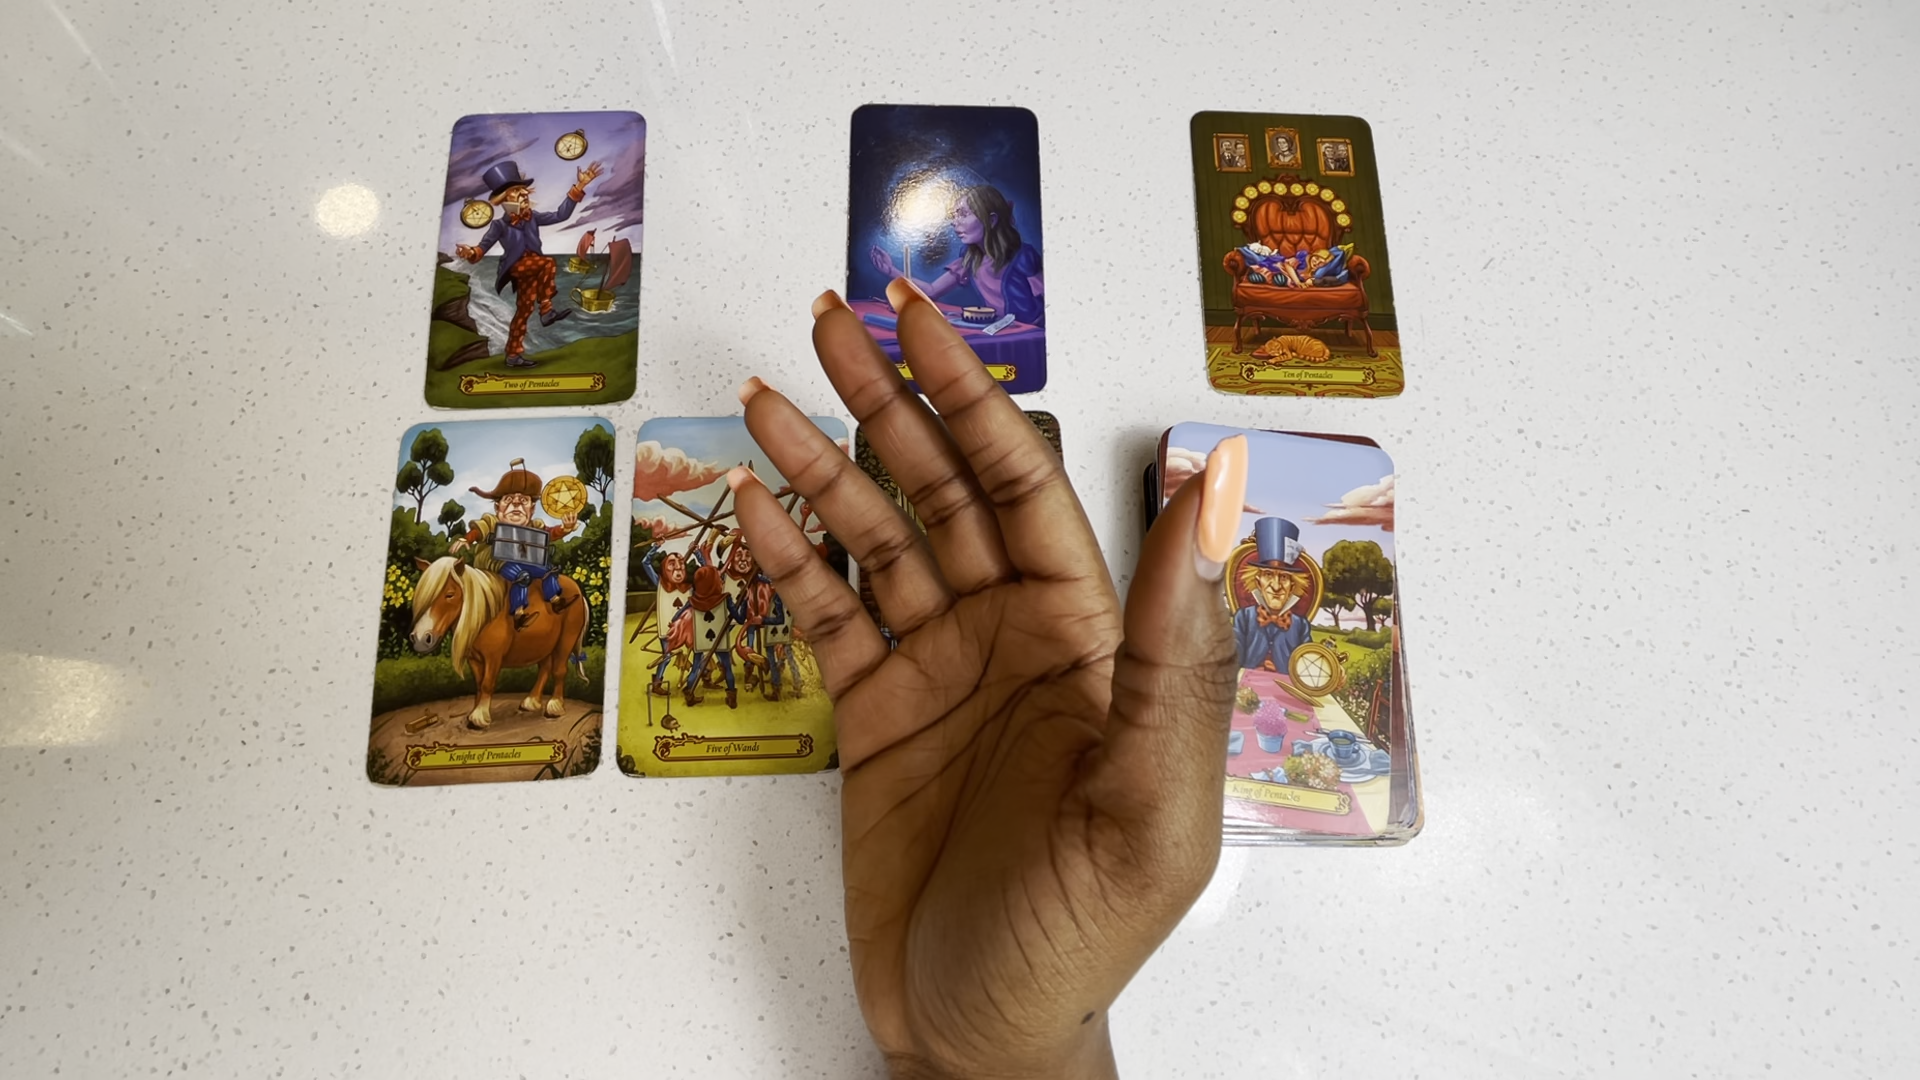 Two of Pentacles
Ten of Pentacles
Knight of Pentacles
Five of Wands
King of Pentacles